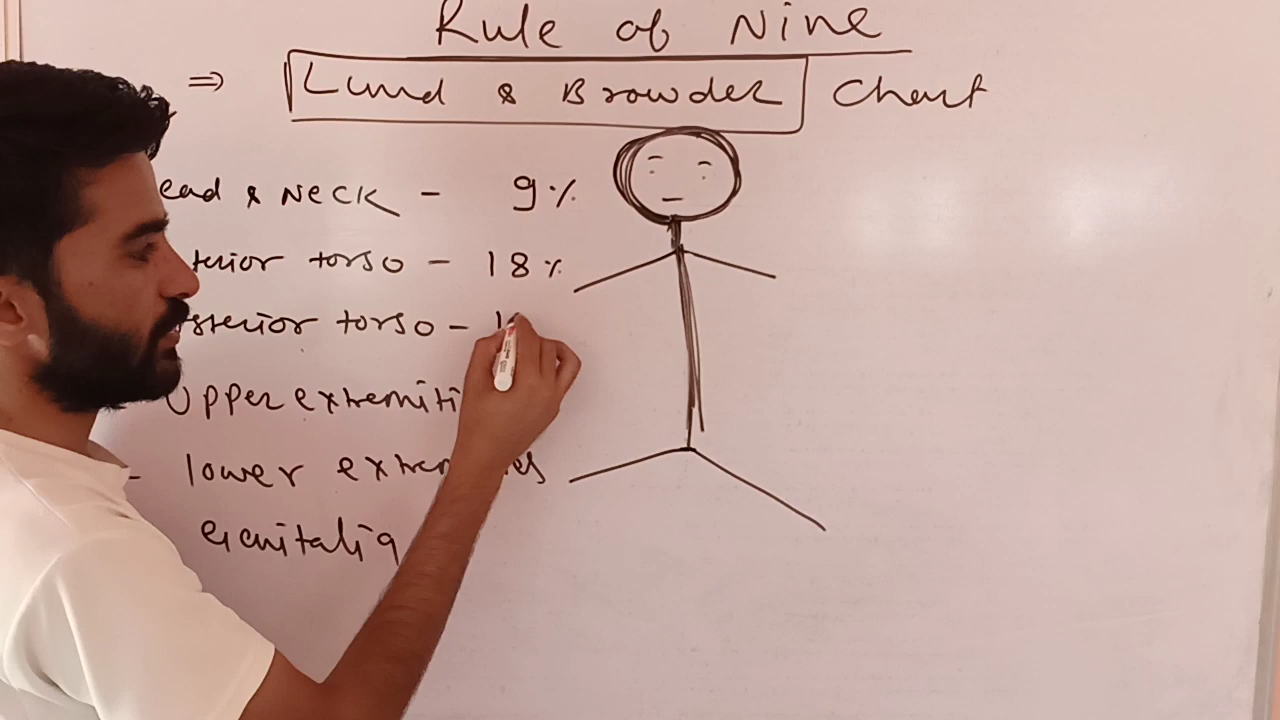 Rule of Nine
⇒ Lund & Browder Chart
ead & NECK - 9%
terior torso - 18%
sterior torso - 1
Upper extremiti
- lower extre es
Genitalia